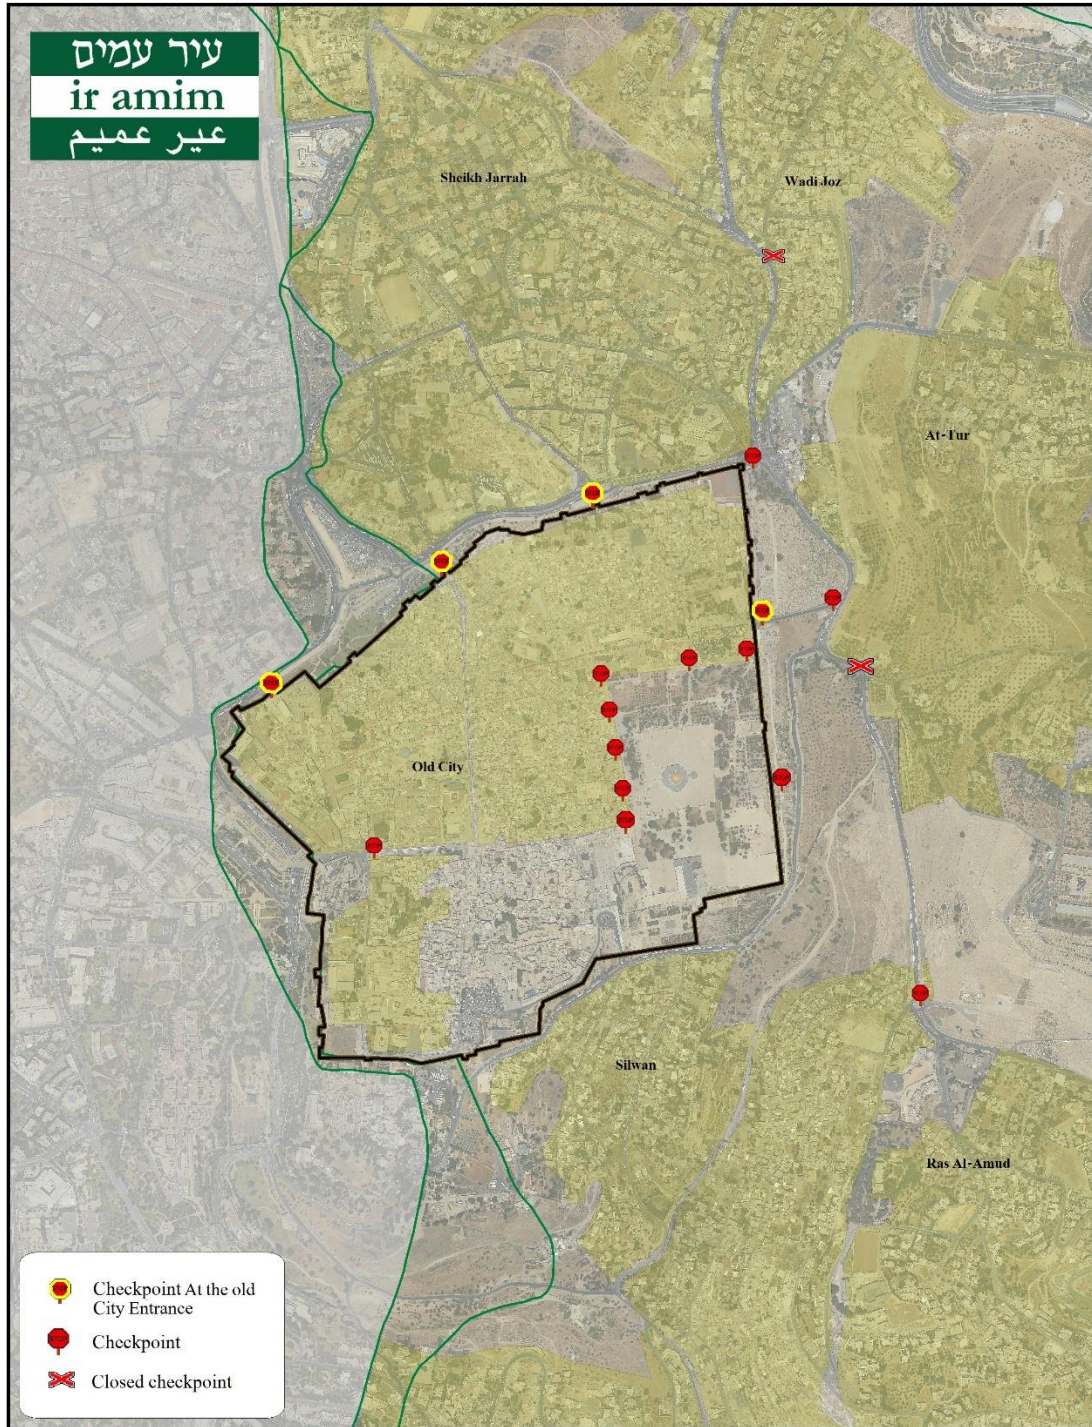 עיר עמים
ir amim
عير عميم
Sheikh Jarrah
Wadi Joz
At-Tur
Old City
Silwan
Ras Al-Amud
Checkpoint At the old
City Entrance
Checkpoint
Closed checkpoint